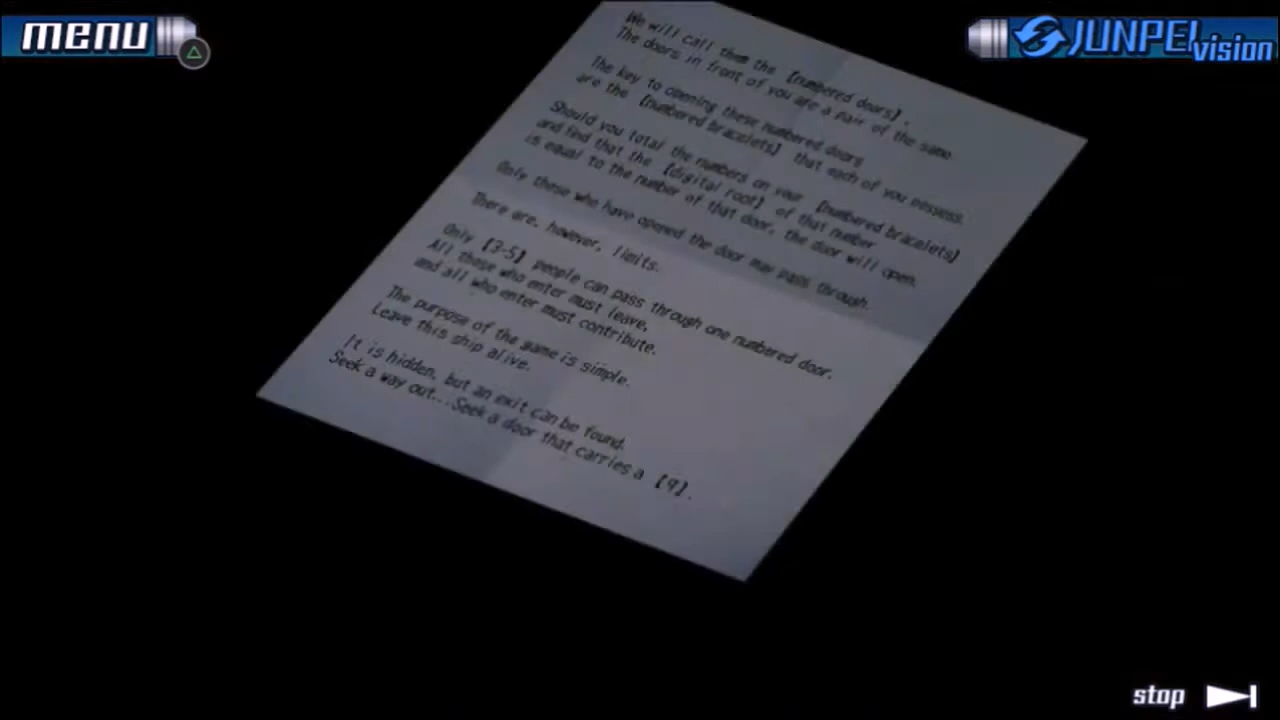 menu
JUNPEI vision
We will call them the [numbered doors].
The doors in front of you are a pair of the same.
The key to opening these numbered doors
are the [numbered bracelets] that each of you possess.
Should you total the numbers on your [numbered bracelets]
and find that the [digital root] of that number
is equal to the number of that door, the door will open.
Only those who have opened the door may pass through.
There are, however, limits.
Only [3-5] people can pass through one numbered door.
All those who enter must leave,
and all who enter must contribute.
The purpose of the game is simple.
Leave this ship alive.
It is hidden, but an exit can be found.
Seek a way out...Seek a door that carries a [9].
stop